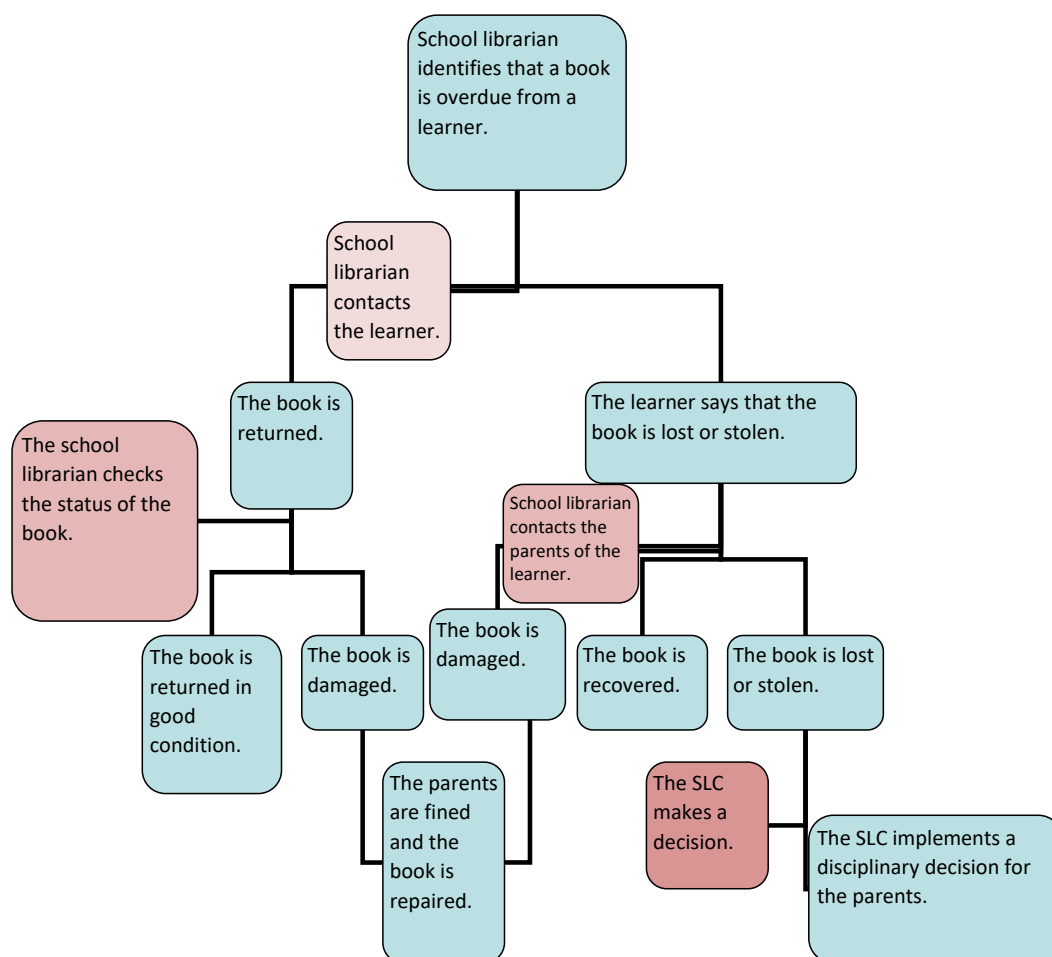 School librarian
identifies that a book
is overdue from a
learner.
School
librarian
contacts
the learner.
The book is
returned.
The learner says that the
book is lost or stolen.
The school
librarian checks
the status of the
book.
School librarian
contacts the
parents of the
learner.
The book is
returned in
good
condition.
The book is
damaged.
The book is
damaged.
The book is
recovered.
The book is lost
or stolen.
The parents
are fined
and the
book is
repaired.
The SLC
makes a
decision.
The SLC implements a
disciplinary decision for
the parents.